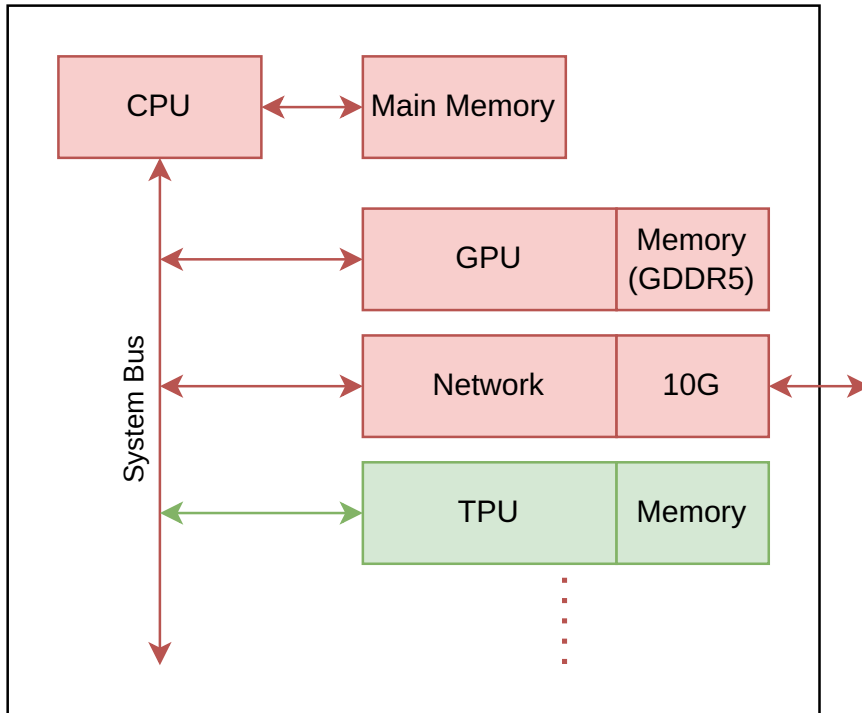 CPU
Main Memory
GPU
Memory
(GDDR5)
System Bus
Network
10G
TPU
Memory